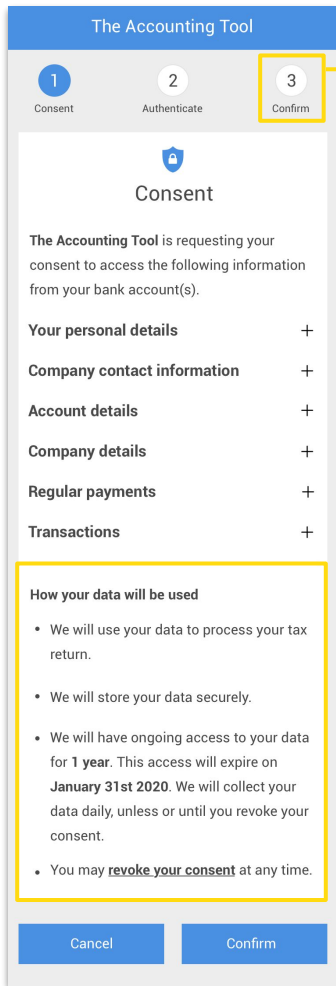 The Accounting Tool
1
2
3
Consent
Authenticate
Confirm
Consent
The Accounting Tool is requesting your
consent to access the following information
from your bank account(s).
Your personal details +
Company contact information +
Account details +
Company details +
Regular payments +
Transactions +
How your data will be used
• We will use your data to process your tax
return.
• We will store your data securely.
• We will have ongoing access to your data
for 1 year. This access will expire on
January 31st 2020. We will collect your
data daily, unless or until you revoke your
consent.
• You may revoke your consent at any time.
Cancel
Confirm